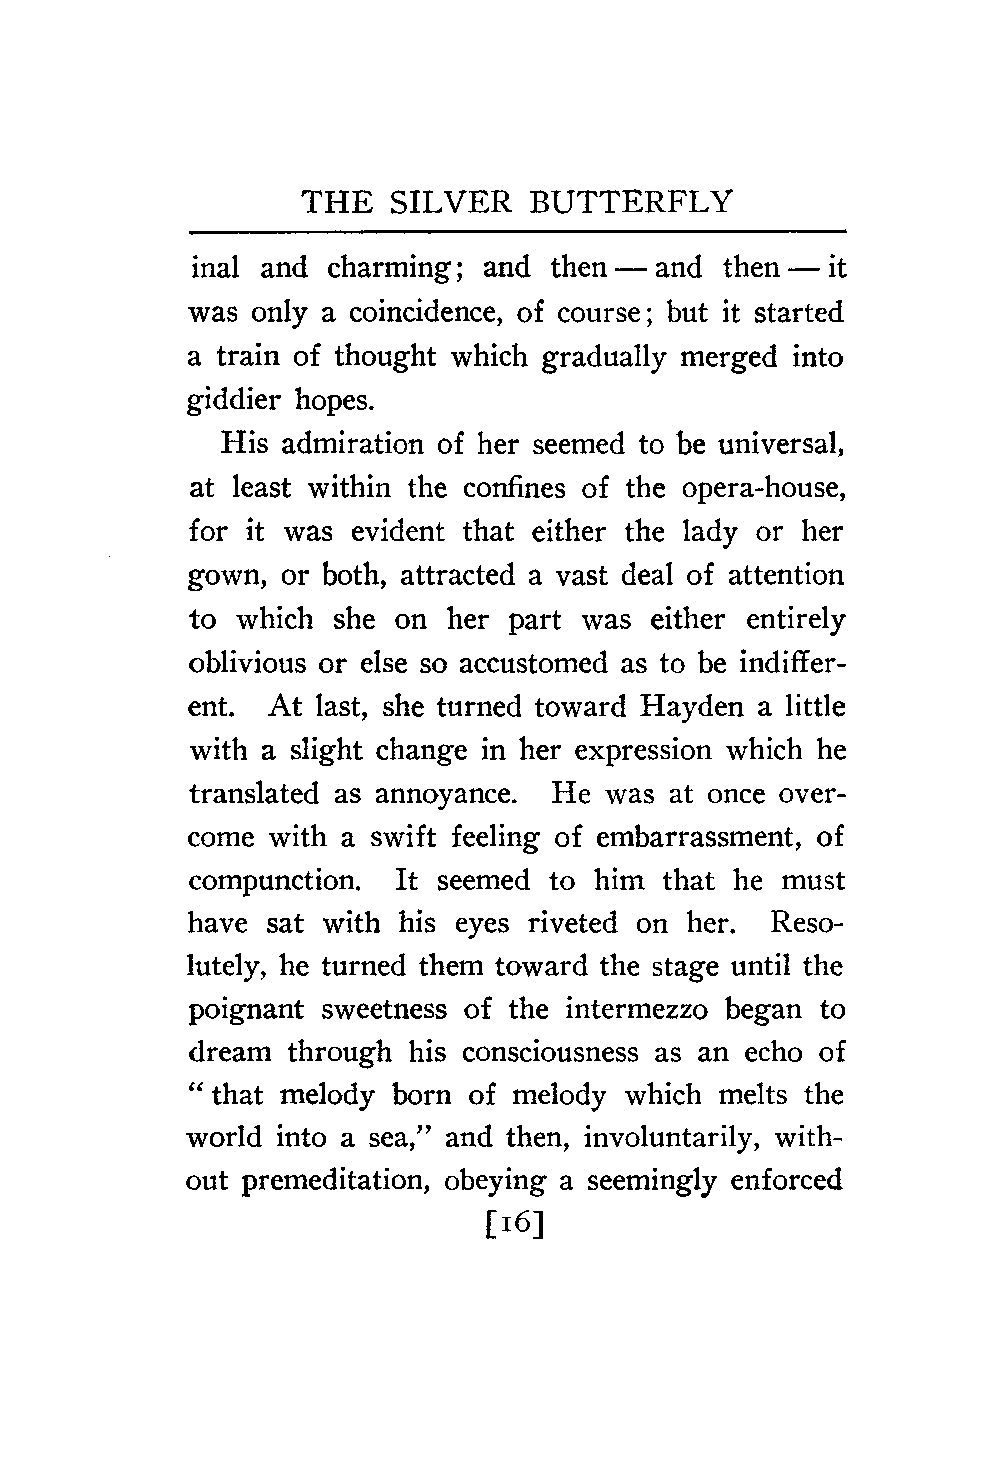 THE SILVER BUTTERFLY
inal and charming; and then — and then — it
was only a coincidence, of course; but it started
a train of thought which gradually merged into
giddier hopes.
His admiration of her seemed to be universal,
at least within the confines of the opera-house,
for it was evident that either the lady or her
gown, or both, attracted a vast deal of attention
to which she on her part was either entirely
oblivious or else so accustomed as to be indiffer-
ent. At last, she turned toward Hayden a little
with a slight change in her expression which he
translated as annoyance. He was at once over-
come with a swift feeling of embarrassment, of
compunction. It seemed to him that he must
have sat with his eyes riveted on her. Reso-
lutely, he turned them toward the stage until the
poignant sweetness of the intermezzo began to
dream through his consciousness as an echo of
“ that melody born of melody which melts the
world into a sea,” and then, involuntarily, with-
out premeditation, obeying a seemingly enforced
[16]